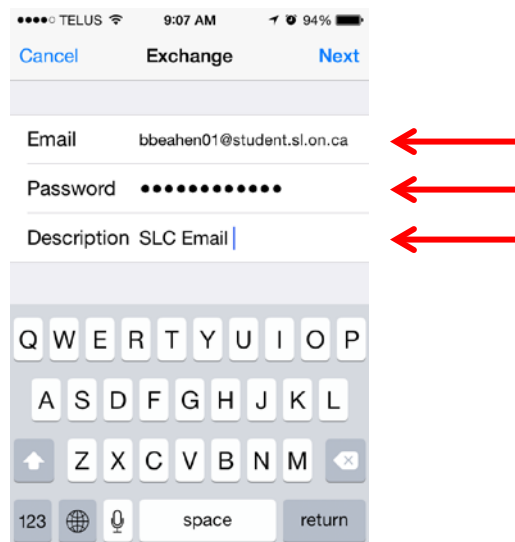 TELUS 9:07 AM 94%
Cancel Exchange Next
Email bbeahen01@student.sl.on.ca
Password ●●●●●●●●●●●●
Description SLC Email
Q W E R T Y U I O P
A S D F G H J K L
Z X C V B N M
123 space return